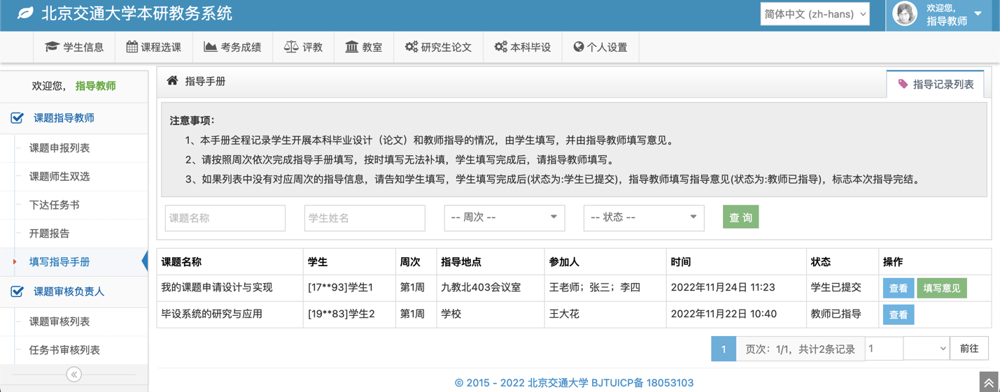 北京交通大学本研教务系统
简体中文 (zh-hans)
欢迎您,
指导教师
学生信息 课程选课 考务成绩 评教 教室 研究生论文 本科毕设 个人设置
欢迎您, 指导教师
课题指导教师
课题申报列表
课题师生双选
下达任务书
开题报告
填写指导手册
课题审核负责人
课题审核列表
任务书审核列表
指导手册
指导记录列表
注意事项:
1、本手册全程记录学生开展本科毕业设计（论文）和教师指导的情况，由学生填写，并由指导教师填写意见。
2、请按照周次依次完成指导手册填写，按时填写无法补填，学生填写完成后，请指导教师填写。
3、如果列表中没有对应周次的指导信息，请告知学生填写，学生填写完成后(状态为:学生已提交)，指导教师填写指导意见(状态为:教师已指导)，标志本次指导完结。
课题名称 学生姓名 -- 周次 -- -- 状态 -- 查 询
课题名称 学生 周次 指导地点 参加人 时间 状态 操作
我的课题申请设计与实现 [17**93]学生1 第1周 九教北403会议室 王老师；张三；李四 2022年11月24日 11:23 学生已提交 查看 填写意见
毕设系统的研究与应用 [19**83]学生2 第1周 学校 王大花 2022年11月22日 10:40 教师已指导 查看
1 页次：1/1，共计2条记录 1 前往
© 2015 - 2022 北京交通大学 BJTUICP备 18053103